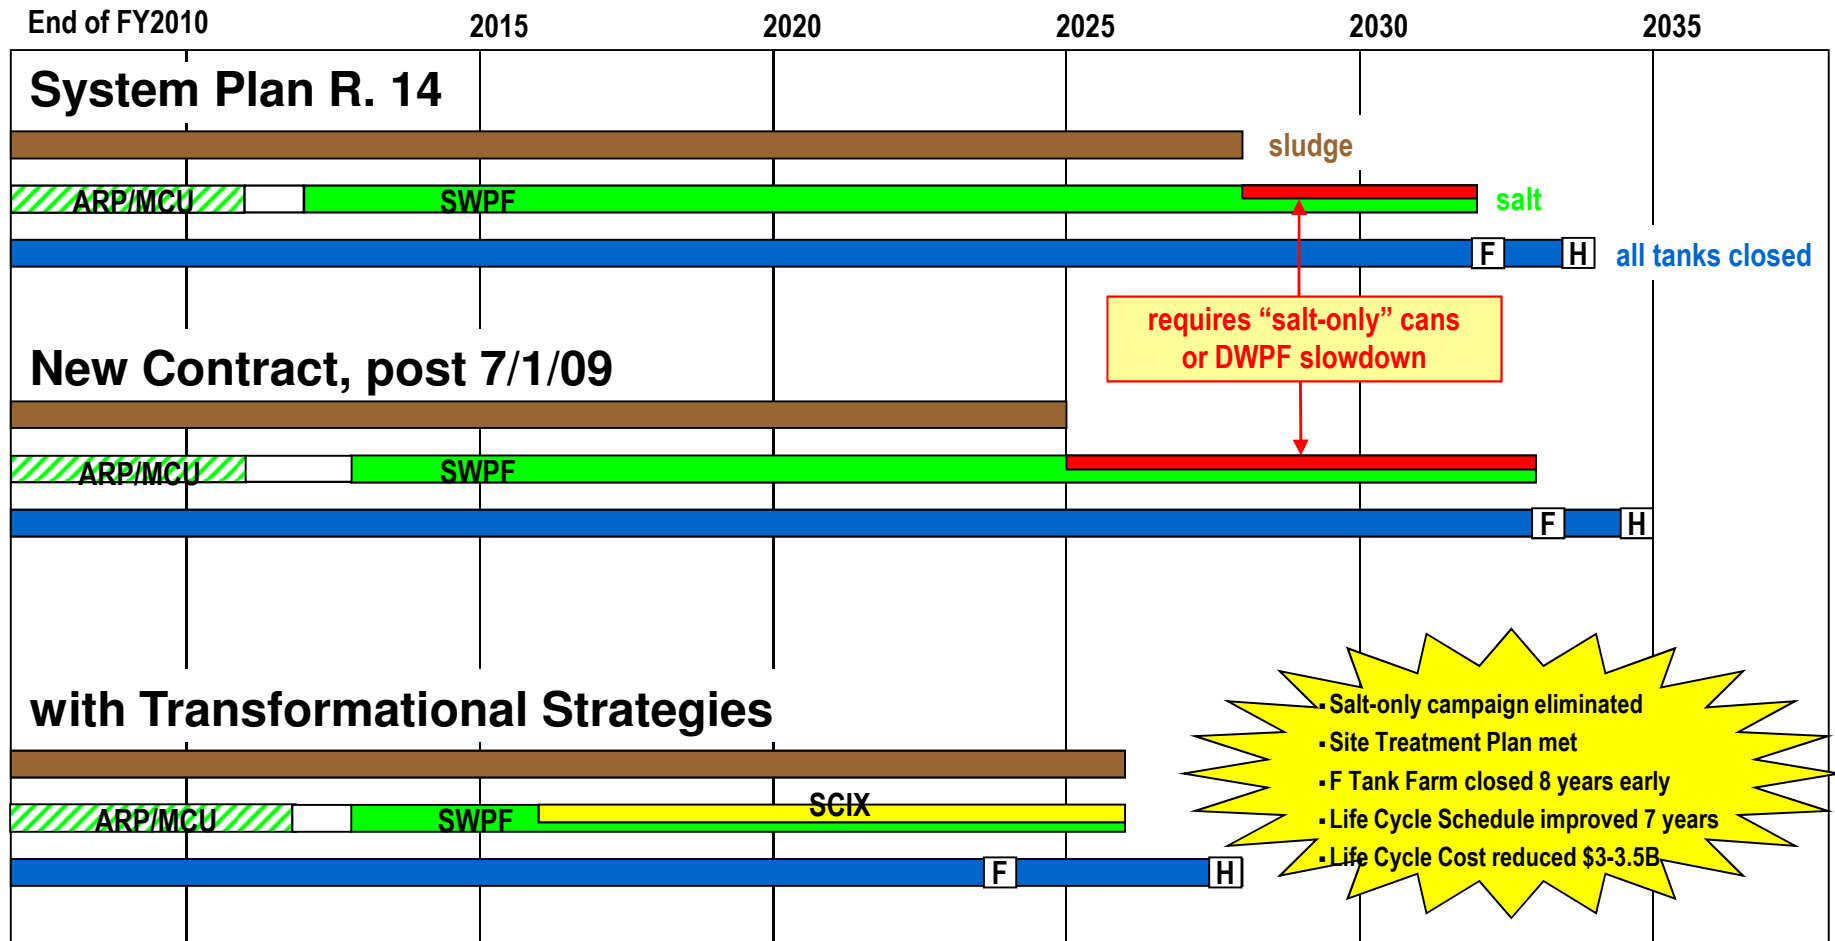 End of FY2010 2015 2020 2025 2030 2035
System Plan R. 14
sludge
ARP/MCU SWPF salt
F H all tanks closed
requires “salt-only” cans
or DWPF slowdown
New Contract, post 7/1/09
ARP/MCU SWPF
F H
with Transformational Strategies
ARP/MCU SWPF SCIX
F H
▪ Salt-only campaign eliminated
▪ Site Treatment Plan met
▪ F Tank Farm closed 8 years early
▪ Life Cycle Schedule improved 7 years
▪ Life Cycle Cost reduced $3-3.5B